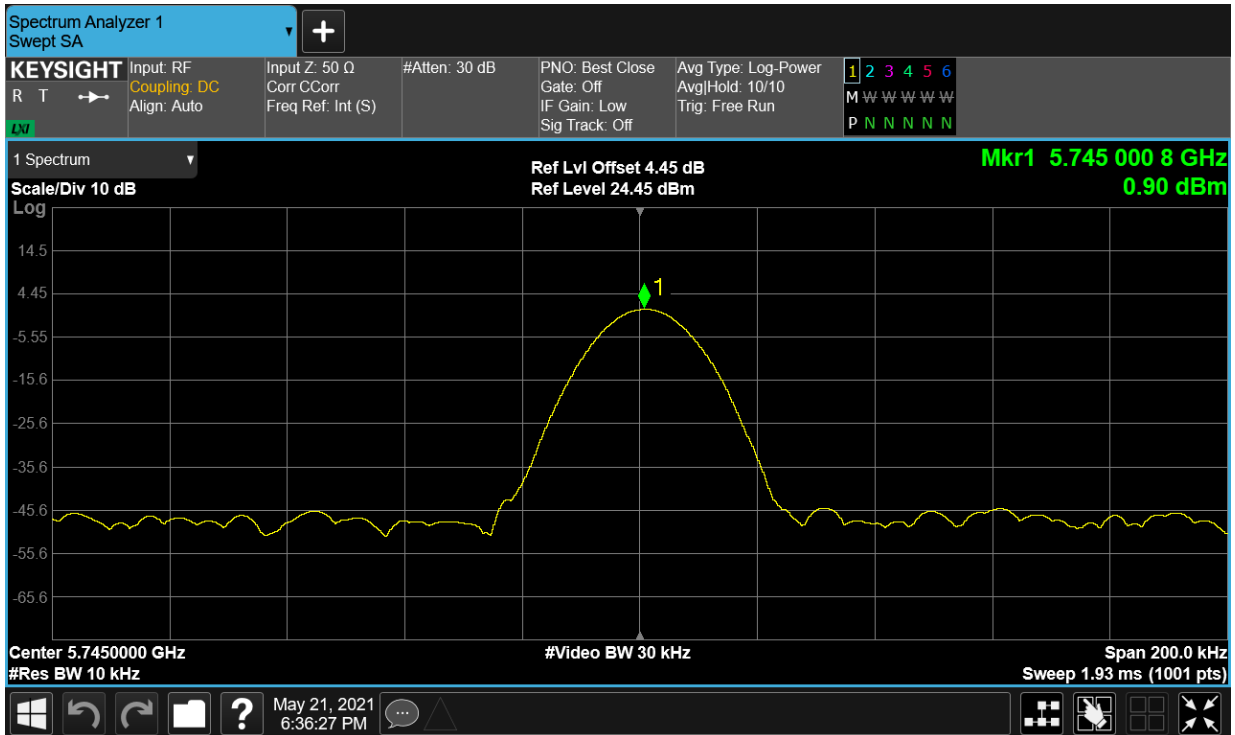 Spectrum Analyzer 1
Swept SA
KEYSIGHT
R T
LXI
Input: RF
Coupling: DC
Align: Auto
Input Z: 50 Ω
Corr CCorr
Freq Ref: Int (S)
#Atten: 30 dB
PNO: Best Close
Gate: Off
IF Gain: Low
Sig Track: Off
Avg Type: Log-Power
Avg|Hold: 10/10
Trig: Free Run
1 2 3 4 5 6
M W W W W W
P N N N N N
1 Spectrum
Scale/Div 10 dB
Log
Ref Lvl Offset 4.45 dB
Ref Level 24.45 dBm
Mkr1 5.745 000 8 GHz
0.90 dBm
14.5
4.45
1
-5.55
-15.6
-25.6
-35.6
-45.6
-55.6
-65.6
Center 5.7450000 GHz
#Video BW 30 kHz
Span 200.0 kHz
#Res BW 10 kHz
Sweep 1.93 ms (1001 pts)
?
May 21, 2021
6:36:27 PM